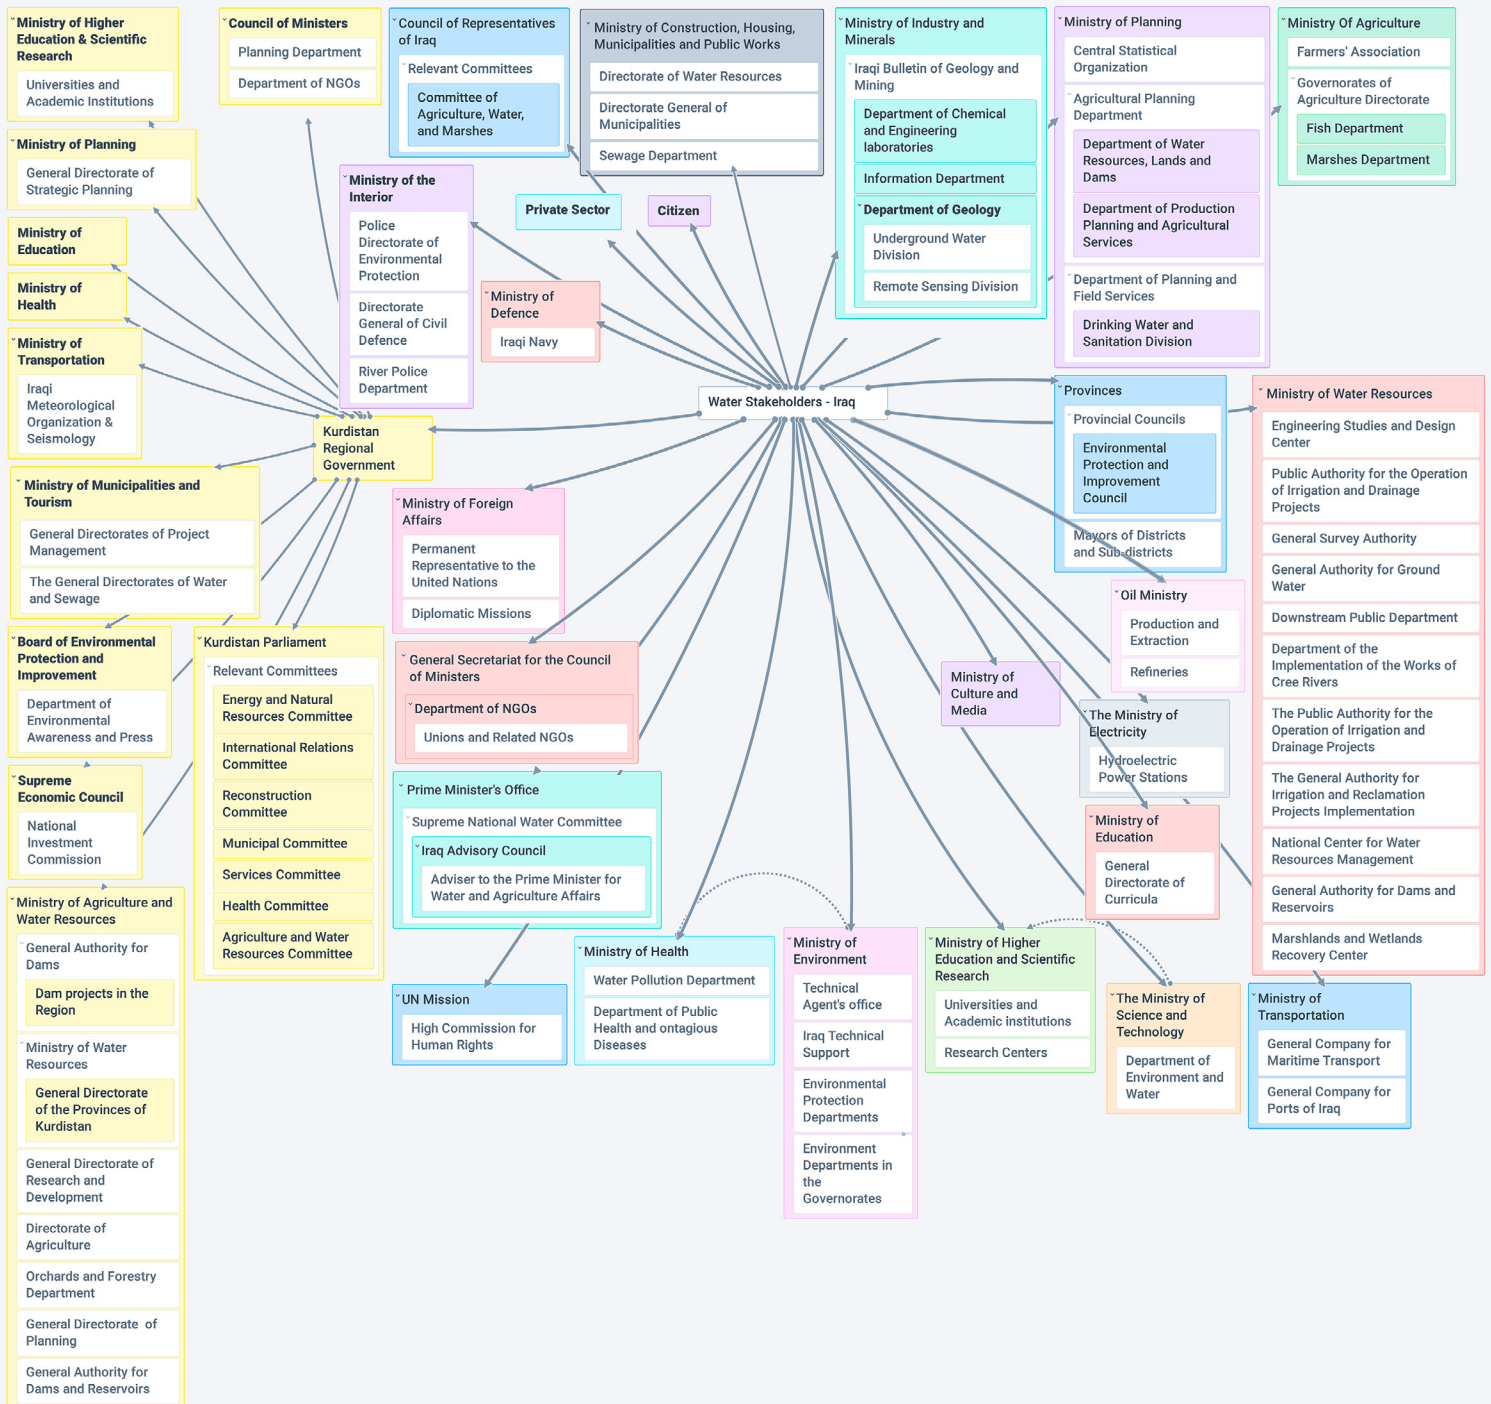 Ministry of Higher
Education & Scientific
Research
Universities and
Academic Institutions
Ministry of Planning
General Directorate of
Strategic Planning
Ministry of
Education
Ministry of
Health
Ministry of
Transportation
Iraqi
Meteorological
Organization &
Seismology
Council of Ministers
Planning Department
Department of NGOs
Council of Representatives
of Iraq
Relevant Committees
Committee of
Agriculture, Water,
and Marshes
Ministry of Construction, Housing,
Municipalities and Public Works
Directorate of Water Resources
Directorate General of
Municipalities
Sewage Department
Ministry of the
Interior
Police
Directorate of
Environmental
Protection
Directorate
General of Civil
Defence
River Police
Department
Private Sector
Citizen
Ministry of
Defence
Iraqi Navy
Ministry of Industry and
Minerals
Iraqi Bulletin of Geology and
Mining
Department of Chemical
and Engineering
laboratories
Information Department
Department of Geology
Underground Water
Division
Remote Sensing Division
Ministry of Planning
Central Statistical
Organization
Agricultural Planning
Department
Department of Water
Resources, Lands and
Dams
Department of Production
Planning and Agricultural
Services
Department of Planning and
Field Services
Drinking Water and
Sanitation Division
Ministry Of Agriculture
Farmers' Association
Governorates of
Agriculture Directorate
Fish Department
Marshes Department
Water Stakeholders - Iraq
Kurdistan
Regional
Government
Provinces
Provincial Councils
Environmental
Protection and
Improvement
Council
Mayors of Districts
and Sub-districts
Ministry of Water Resources
Engineering Studies and Design
Center
Public Authority for the Operation
of Irrigation and Drainage
Projects
General Survey Authority
General Authority for Ground
Water
Downstream Public Department
Department of the
Implementation of the Works of
Cree Rivers
The Public Authority for the
Operation of Irrigation and
Drainage Projects
The General Authority for
Irrigation and Reclamation
Projects Implementation
National Center for Water
Resources Management
General Authority for Dams and
Reservoirs
Marshlands and Wetlands
Recovery Center
Ministry of Municipalities and
Tourism
General Directorates of Project
Management
The General Directorates of Water
and Sewage
Ministry of Foreign
Affairs
Permanent
Representative to the
United Nations
Diplomatic Missions
Oil Ministry
Production and
Extraction
Refineries
Board of Environmental
Protection and
Improvement
Department of
Environmental
Awareness and Press
Kurdistan Parliament
Relevant Committees
Energy and Natural
Resources Committee
International Relations
Committee
Reconstruction
Committee
Municipal Committee
Services Committee
Health Committee
Agriculture and Water
Resources Committee
General Secretariat for the Council
of Ministers
Department of NGOs
Unions and Related NGOs
Ministry of
Culture and
Media
The Ministry of
Electricity
Hydroelectric
Power Stations
Supreme
Economic Council
National
Investment
Commission
Prime Minister's Office
Supreme National Water Committee
Iraq Advisory Council
Adviser to the Prime Minister for
Water and Agriculture Affairs
Ministry of
Education
General
Directorate of
Curricula
Ministry of Agriculture and
Water Resources
General Authority for
Dams
Dam projects in the
Region
Ministry of Water
Resources
General Directorate
of the Provinces of
Kurdistan
General Directorate of
Research and
Development
Directorate of
Agriculture
Orchards and Forestry
Department
General Directorate of
Planning
General Authority for
Dams and Reservoirs
UN Mission
High Commission for
Human Rights
Ministry of Health
Water Pollution Department
Department of Public
Health and ontagious
Diseases
Ministry of
Environment
Technical
Agent's office
Iraq Technical
Support
Environmental
Protection
Departments
Environment
Departments in
the
Governorates
Ministry of Higher
Education and Scientific
Research
Universities and
Academic institutions
Research Centers
The Ministry of
Science and
Technology
Department of
Environment and
Water
Ministry of
Transportation
General Company for
Maritime Transport
General Company for
Ports of Iraq